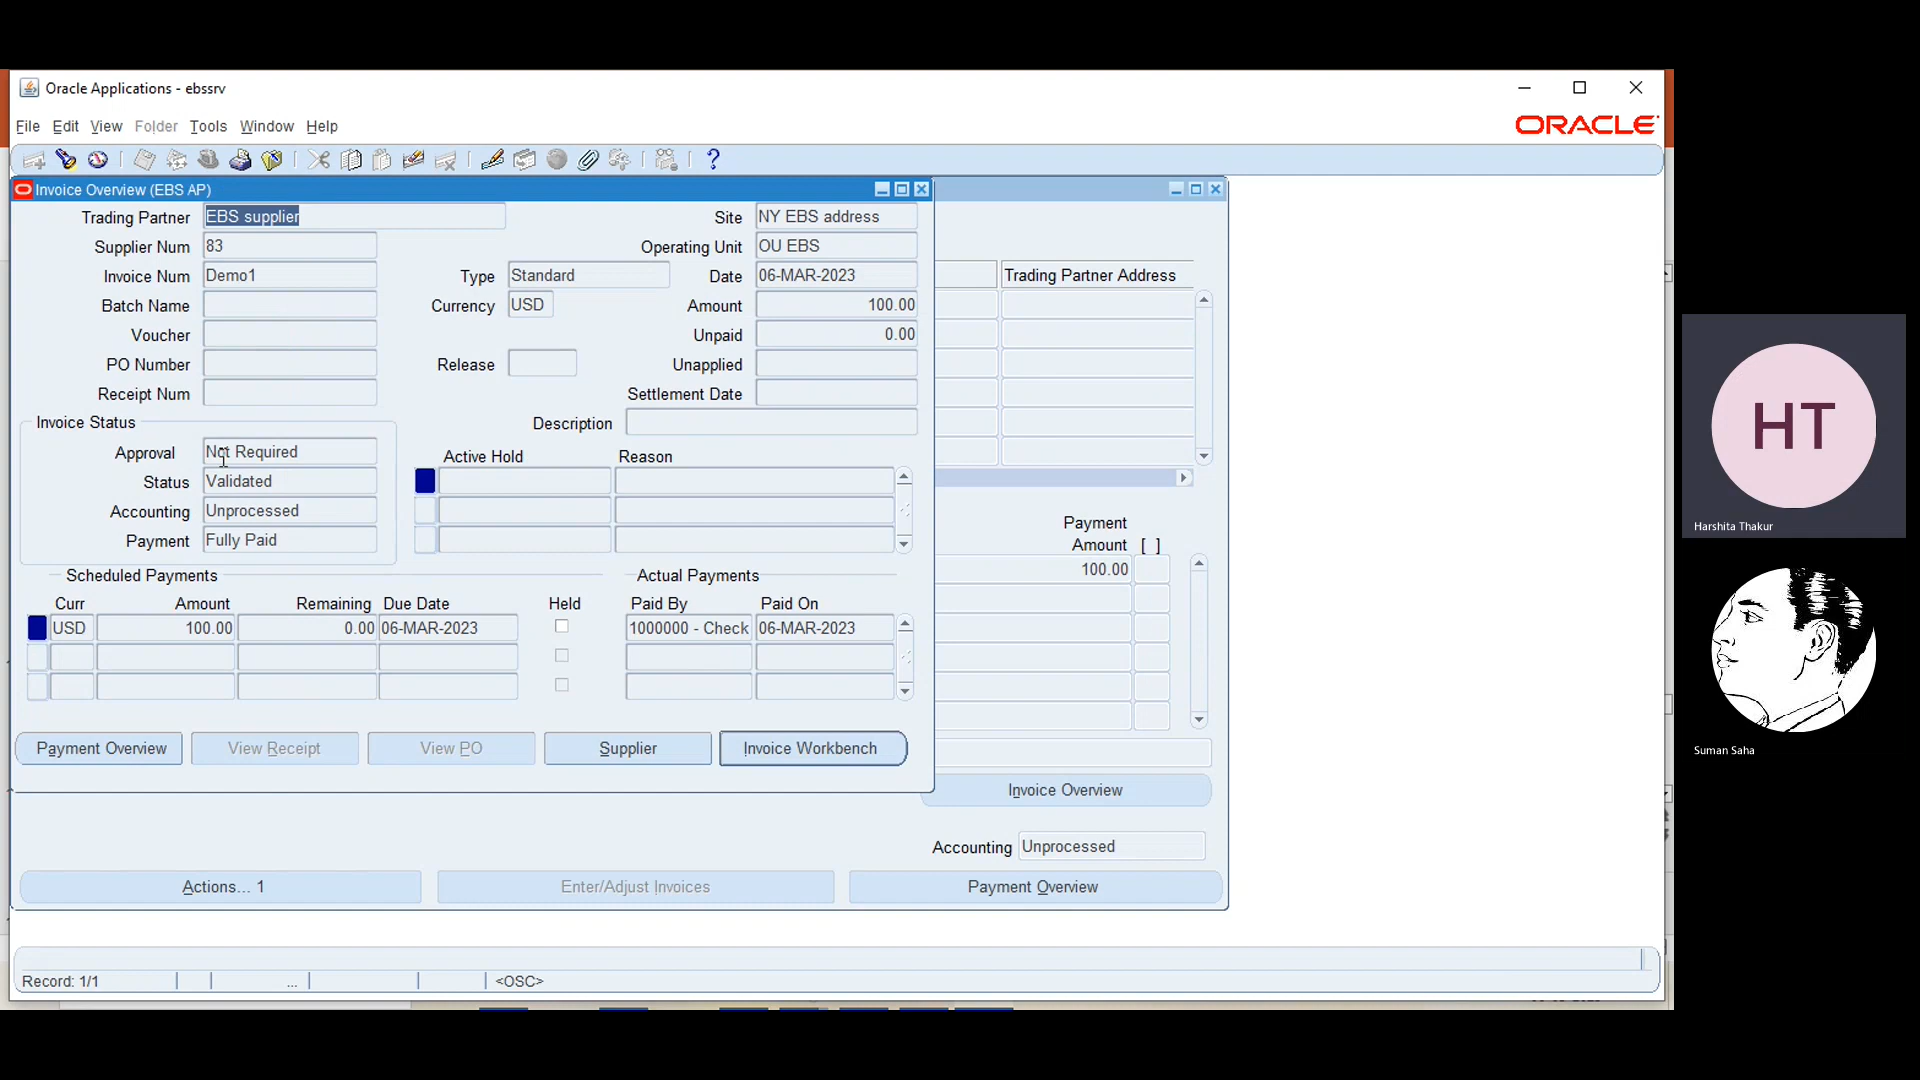 Oracle Applications - ebssrv
File Edit View Folder Tools Window Help
ORACLE
Invoice Overview (EBS AP)
Trading Partner EBS supplier Site NY EBS address
Supplier Num 83 Operating Unit OU EBS
Invoice Num Demo1 Type Standard Date 06-MAR-2023
Trading Partner Address
Batch Name Currency USD Amount 100.00
Voucher Unpaid 0.00
PO Number Release Unapplied
Receipt Num Settlement Date
Invoice Status Description
Approval Not Required Active Hold Reason
Status Validated
Accounting Unprocessed
Payment Fully Paid
Payment
Amount [ ]
100.00
Scheduled Payments Actual Payments
Curr Amount Remaining Due Date Held Paid By Paid On
USD 100.00 0.00 06-MAR-2023 1000000 - Check 06-MAR-2023
Payment Overview View Receipt View PO Supplier Invoice Workbench
Invoice Overview
Accounting Unprocessed
Actions... 1 Enter/Adjust Invoices Payment Overview
Record: 1/1 ... <OSC>
HT
Harshita Thakur
Suman Saha